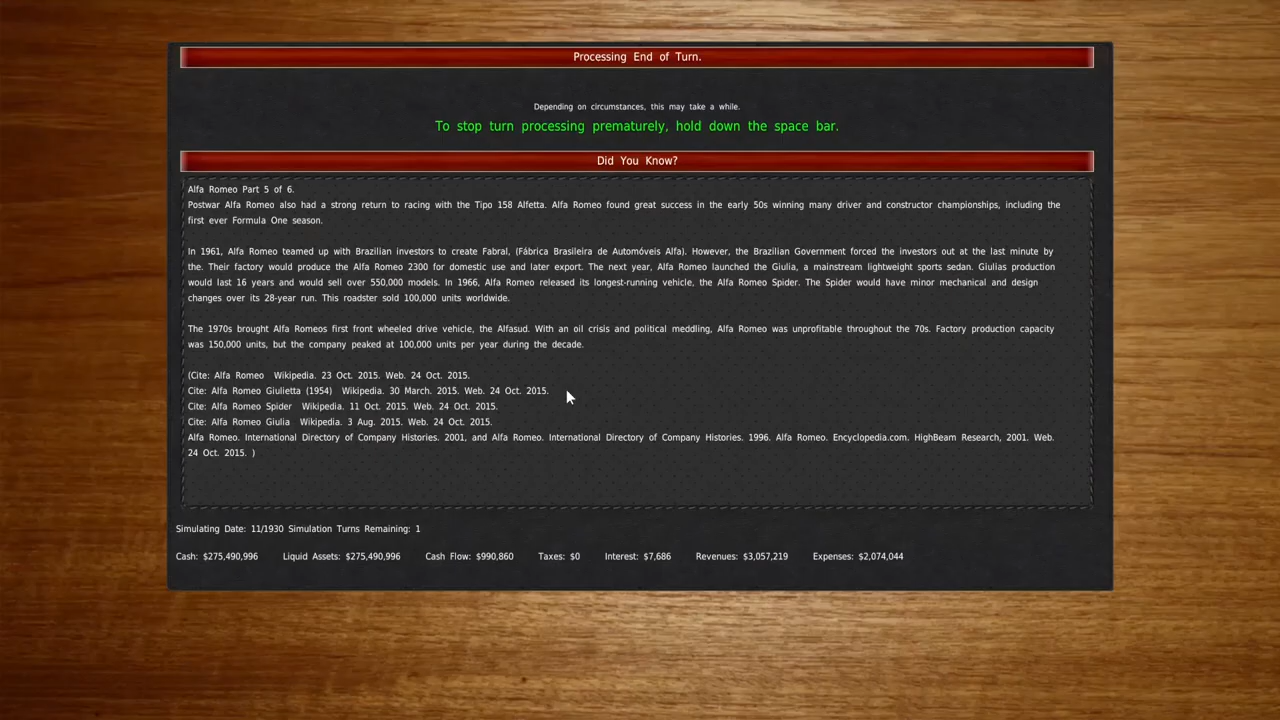 Processing End of Turn.
Depending on circumstances, this may take a while.
To stop turn processing prematurely, hold down the space bar.
Did You Know?
Alfa Romeo Part 5 of 6.
Postwar Alfa Romeo also had a strong return to racing with the Tipo 158 Alfetta. Alfa Romeo found great success in the early 50s winning many driver and constructor championships, including the
first ever Formula One season.
In 1961, Alfa Romeo teamed up with Brazilian investors to create Fabral, (Fábrica Brasileira de Automóveis Alfa). However, the Brazilian Government forced the investors out at the last minute by
the. Their factory would produce the Alfa Romeo 2300 for domestic use and later export. The next year, Alfa Romeo launched the Giulia, a mainstream lightweight sports sedan. Giulias production
would last 16 years and would sell over 550,000 models. In 1966, Alfa Romeo released its longest-running vehicle, the Alfa Romeo Spider. The Spider would have minor mechanical and design
changes over its 28-year run. This roadster sold 100,000 units worldwide.
The 1970s brought Alfa Romeos first front wheeled drive vehicle, the Alfasud. With an oil crisis and political meddling, Alfa Romeo was unprofitable throughout the 70s. Factory production capacity
was 150,000 units, but the company peaked at 100,000 units per year during the decade.
(Cite: Alfa Romeo Wikipedia. 23 Oct. 2015. Web. 24 Oct. 2015.
Cite: Alfa Romeo Giulietta (1954) Wikipedia. 30 March. 2015. Web. 24 Oct. 2015.
Cite: Alfa Romeo Spider Wikipedia. 11 Oct. 2015. Web. 24 Oct. 2015.
Cite: Alfa Romeo Giulia Wikipedia. 3 Aug. 2015. Web. 24 Oct. 2015.
Alfa Romeo. International Directory of Company Histories. 2001, and Alfa Romeo. International Directory of Company Histories. 1996. Alfa Romeo. Encyclopedia.com. HighBeam Research, 2001. Web.
24 Oct. 2015. )
Simulating Date: 11/1930 Simulation Turns Remaining: 1
Cash: $275,490,996 Liquid Assets: $275,490,996 Cash Flow: $990,860 Taxes: $0 Interest: $7,686 Revenues: $3,057,219 Expenses: $2,074,044